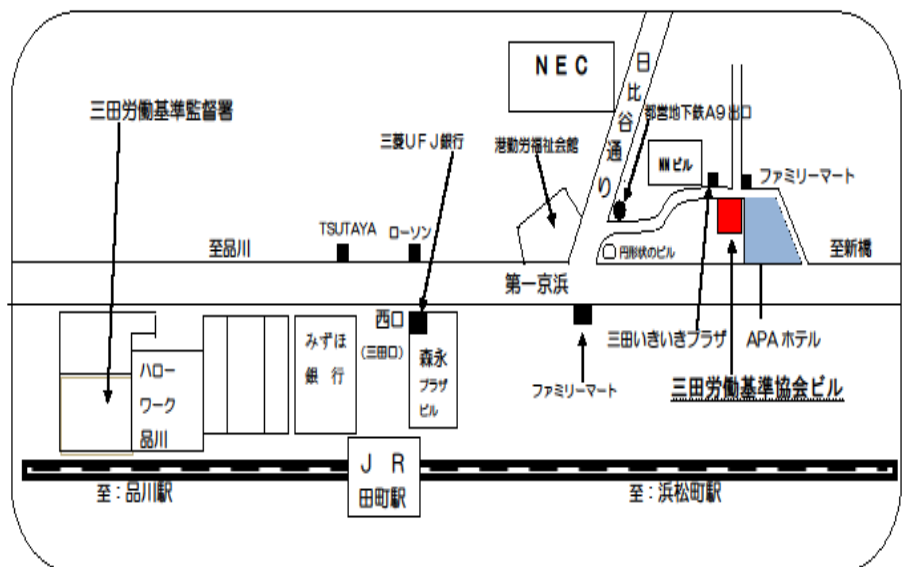 NEC
日比谷通り
三田労働基準監督署
都営地下鉄A9出口
三菱UFJ銀行
港勤労福祉会館
NNビル
ファミリーマート
TSUTAYA
ローソン
至品川
円形状のビル
至新橋
第一京浜
西口
(三田口)
みずほ
銀行
森永
プラザ
ビル
三田いきいきプラザ
APAホテル
ハロー
ワーク
品川
ファミリーマート
三田労働基準協会ビル
JR
田町駅
至:品川駅
至:浜松町駅